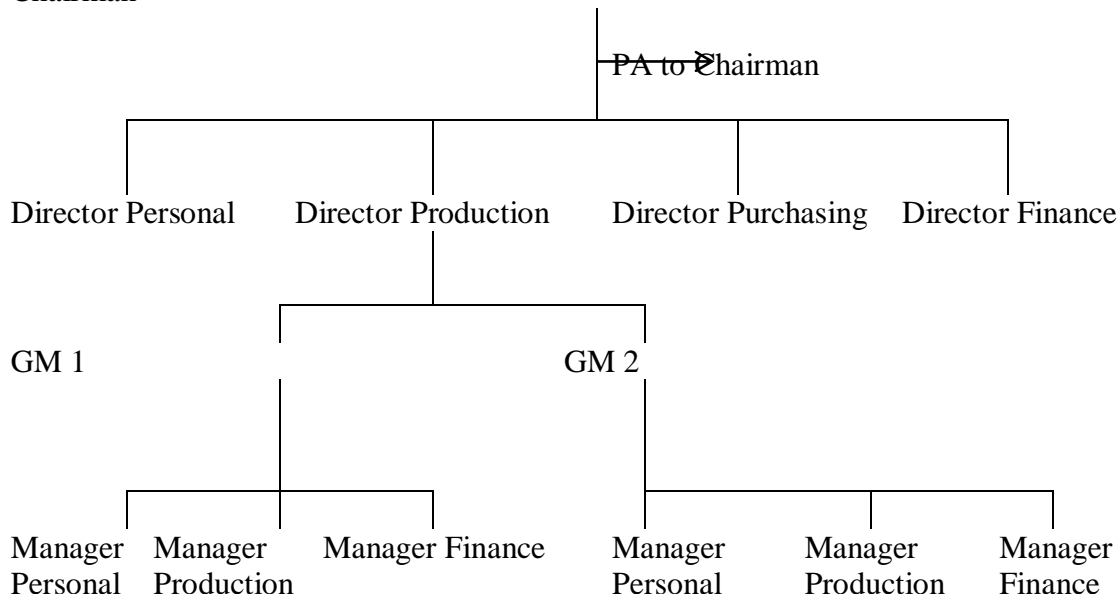 Chairman
PA to Chairman
Director Personal Director Production Director Purchasing Director Finance
GM 1 GM 2
Manager Manager Manager Finance Manager Manager Manager
Personal Production Personal Production Finance